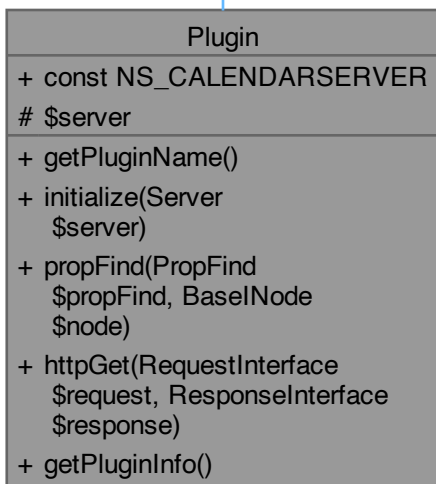 Plugin
+ const NS_CALENDARSERVER
# $server
+ getPluginName()
+ initialize(Server
$server)
+ propFind(PropFind
$propFind, BaseINode
$node)
+ httpGet(RequestInterface
$request, ResponseInterface
$response)
+ getPluginInfo()